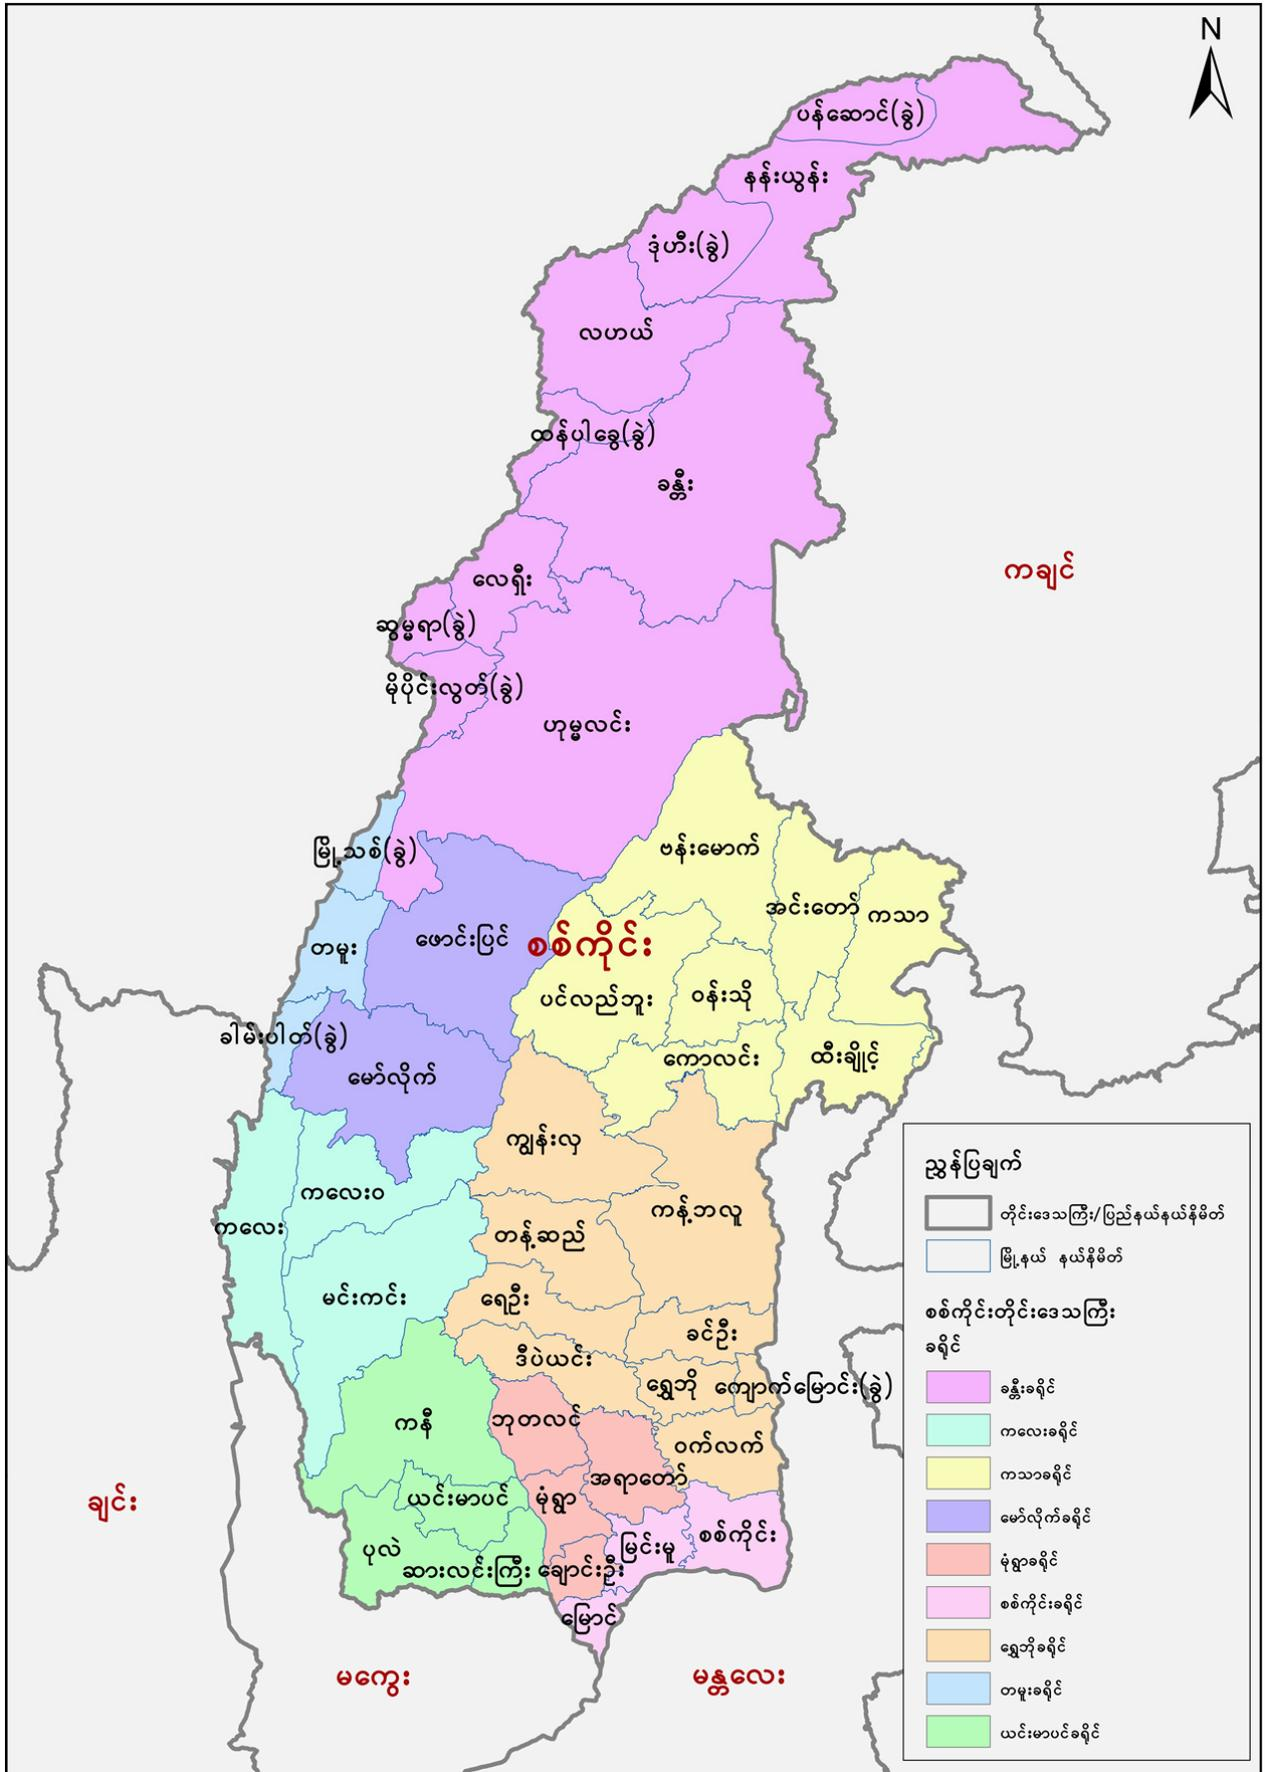 N
ပန်ဆောင်(ခွဲ)
နန်းယွန်း
ဒုံဟီး(ခွဲ)
လဟယ်
ထန်ပါခွေ(ခွဲ)
ခန္တီး
ကချင်
လေရှီး
ဆွမ္မရာ(ခွဲ)
မိုပိုင်းလွတ်(ခွဲ)
ဟုမ္မလင်း
မြို့သစ်(ခွဲ)
ဗန်းမောက်
အင်းတော်
ကသာ
တမူး
ဖောင်းပြင်
စစ်ကိုင်း
ပင်လည်ဘူး
ဝန်းသို
ခါမ်းပါတ်(ခွဲ)
ကောလင်း
ထီးချိုင့်
မော်လိုက်
ကျွန်းလှ
ကလေးဝ
ကန့်ဘလူ
ကလေး
တန့်ဆည်
မင်းကင်း
ရေဦး
ခင်ဦး
ဒီပဲယင်း
ရွှေဘို
ကျောက်မြောင်း(ခွဲ)
ကနီ
ဘုတလင်
ဝက်လက်
အရာတော်
ချင်း
ယင်းမာပင်
မုံရွာ
စစ်ကိုင်း
ပုလဲ
မြင်းမူ
ဆားလင်းကြီး
ချောင်းဦး
မြောင်
မကွေး
မန္တလေး
ညွှန်ပြချက်
တိုင်းဒေသကြီး/ပြည်နယ်နယ်နိမိတ်
မြို့နယ် နယ်နိမိတ်
စစ်ကိုင်းတိုင်းဒေသကြီး
ခရိုင်
ခန္တီးခရိုင်
ကလေးခရိုင်
ကသာခရိုင်
မော်လိုက်ခရိုင်
မုံရွာခရိုင်
စစ်ကိုင်းခရိုင်
ရွှေဘိုခရိုင်
တမူးခရိုင်
ယင်းမာပင်ခရိုင်